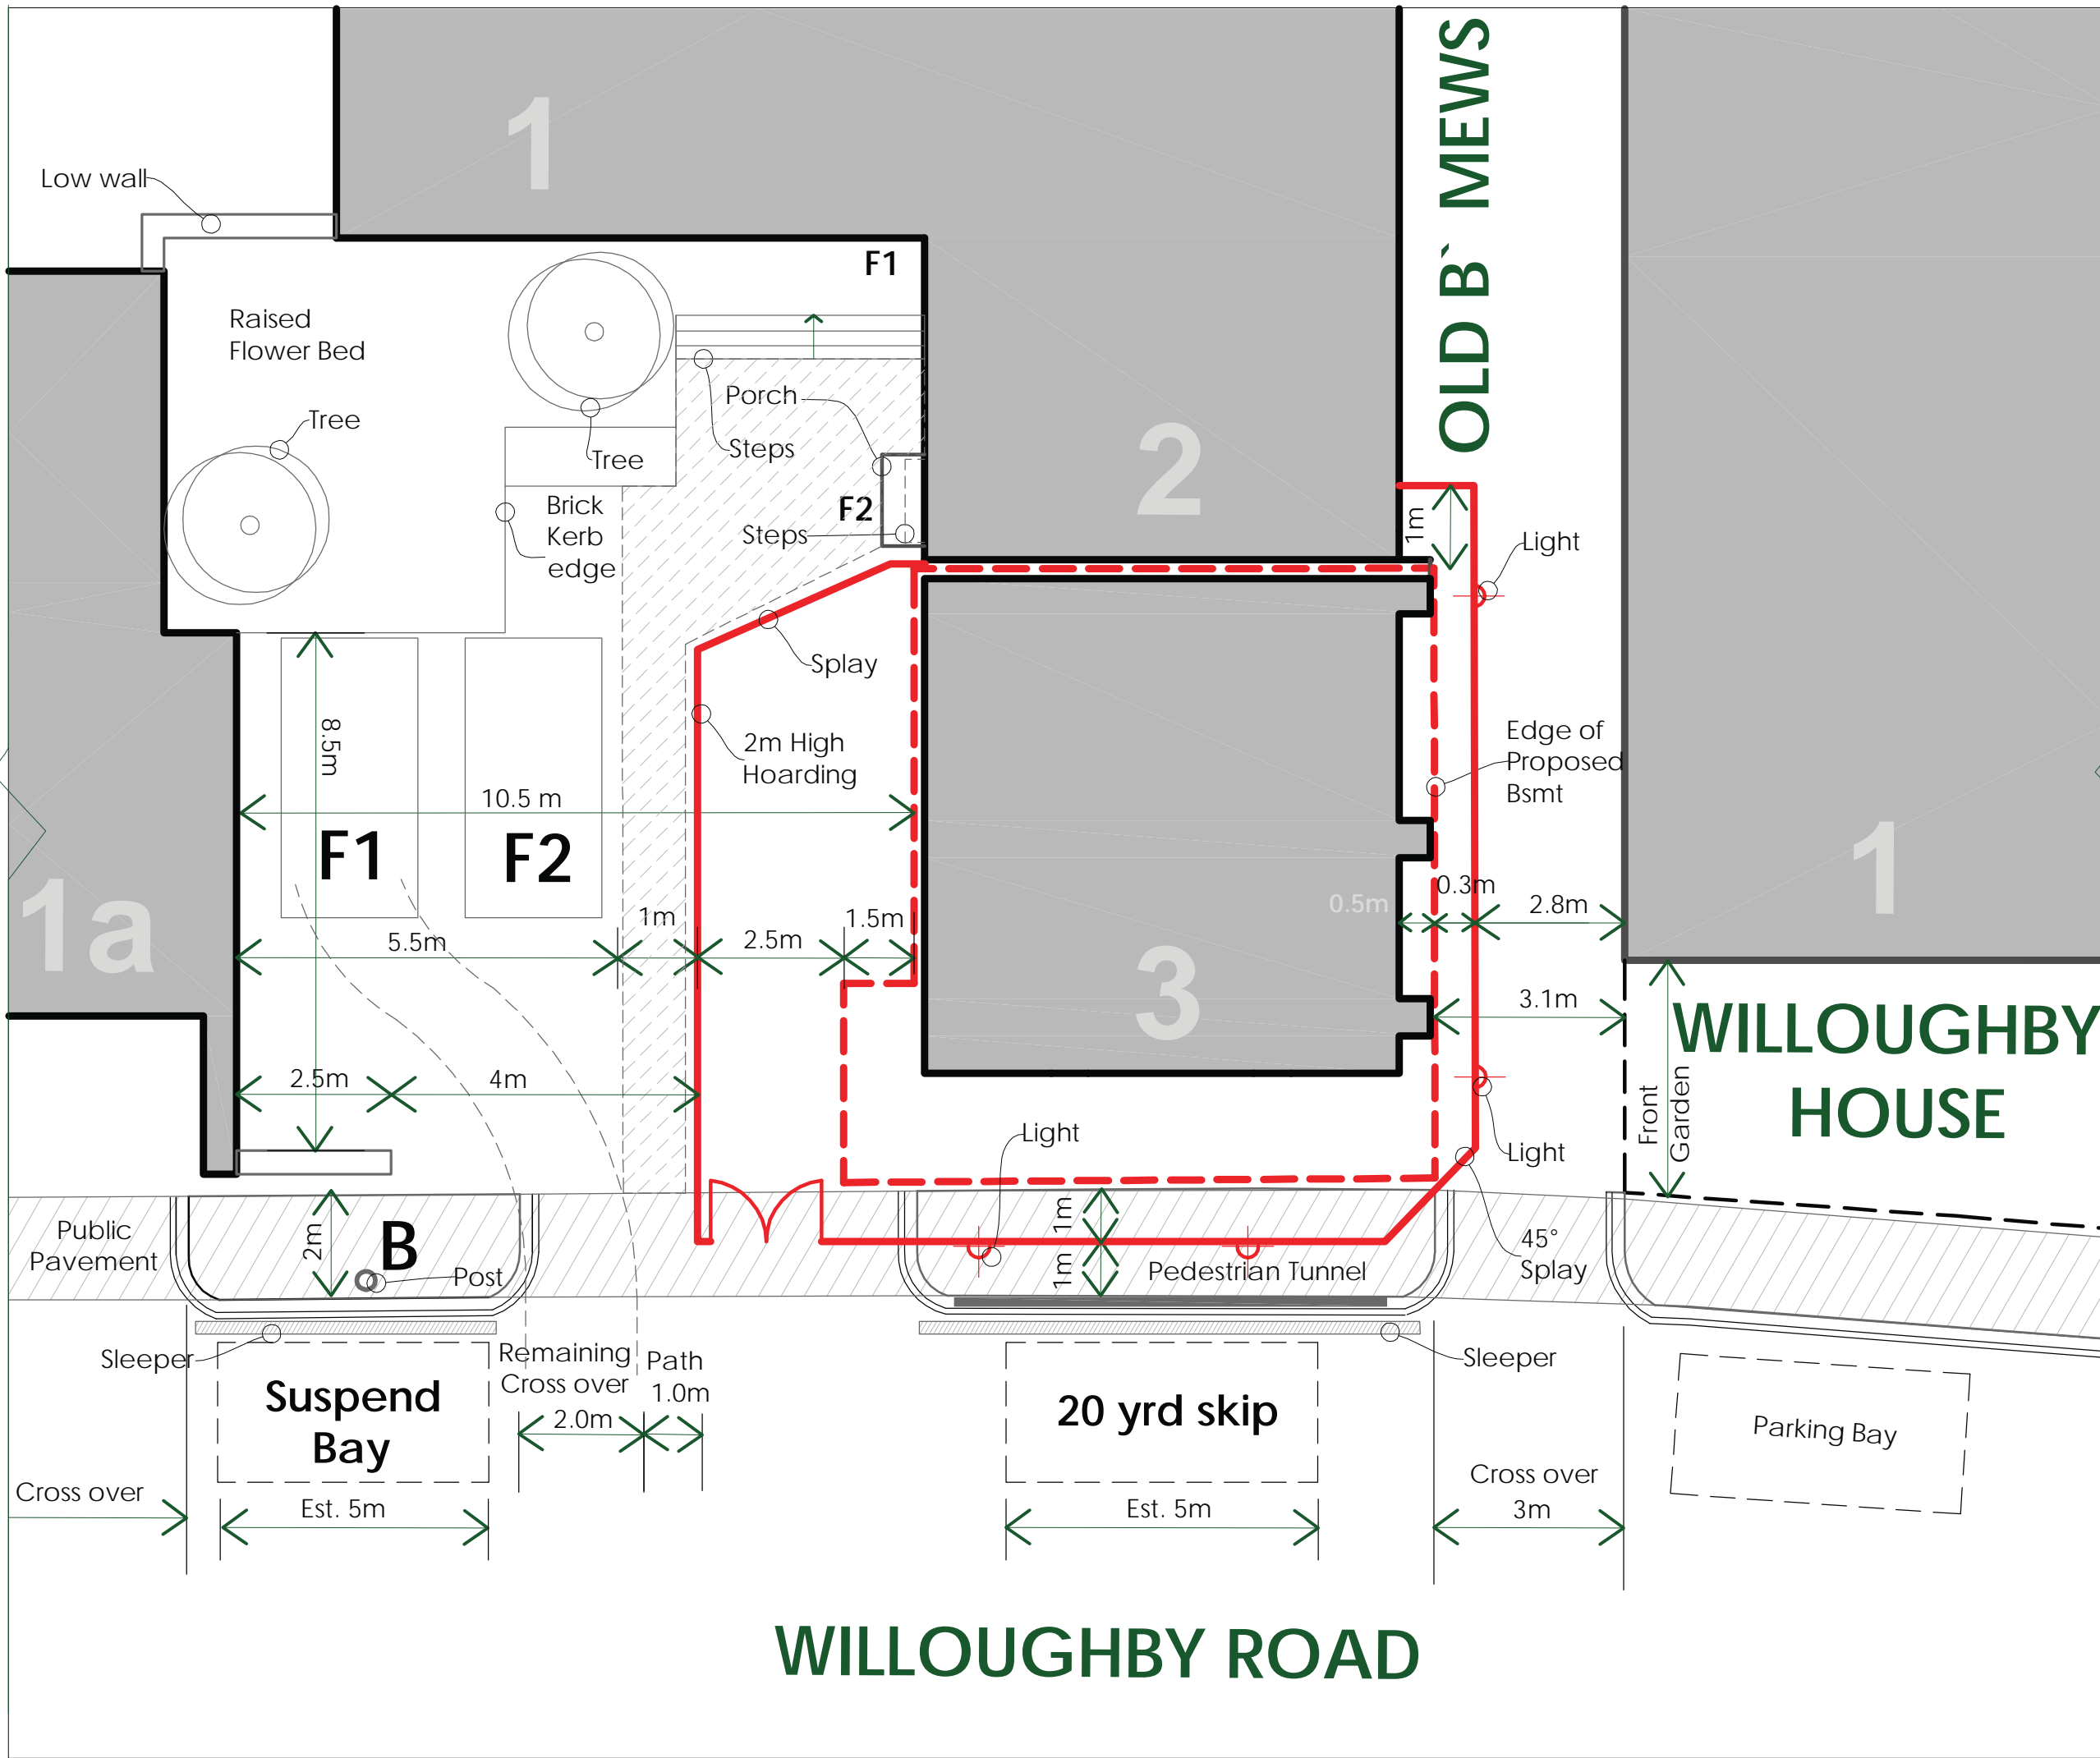 OLD B` MEWS
1
Low wall
F1
Raised
Flower Bed
Porch
Tree
Steps
Tree
2
Brick
Kerb
edge
F2
Steps
1m
Light
Splay
8.5m
2m High
Hoarding
Edge of
Proposed
Bsmt
10.5 m
F1
F2
1
1a
1m
5.5m
2.5m
1.5m
0.5m
0.3m
2.8m
3
3.1m
WILLOUGHBY
HOUSE
Front
Garden
2.5m
4m
Light
Light
Public
Pavement
2m
B
Post
1m
1m
Pedestrian Tunnel
45°
Splay
Sleeper
Remaining
Cross over
2.0m
Path
1.0m
Sleeper
Suspend
Bay
20 yrd skip
Parking Bay
Cross over
Est. 5m
Est. 5m
Cross over
3m
WILLOUGHBY ROAD